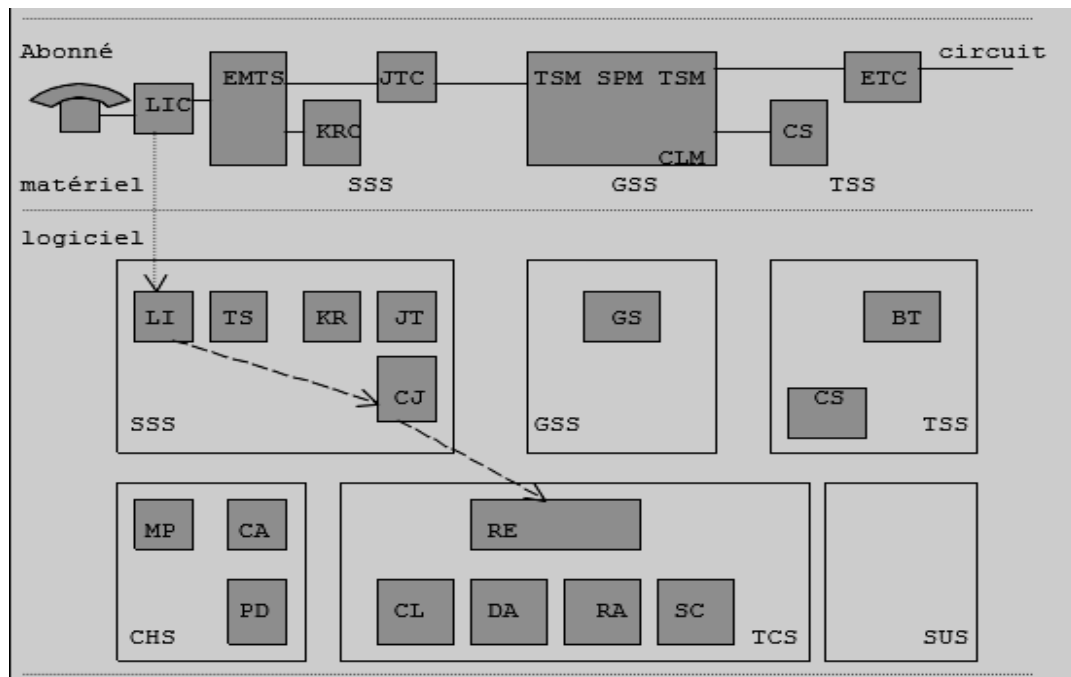 Abonné
circuit
EMTS
JTC
TSM SPM TSM
ETC
LIC
KRC
CS
CLM
matériel
SSS
GSS
TSS
logiciel
LI
TS
KR
JT
GS
BT
CJ
CS
SSS
GSS
TSS
MP
CA
RE
PD
CL
DA
RA
SC
CHS
TCS
SUS